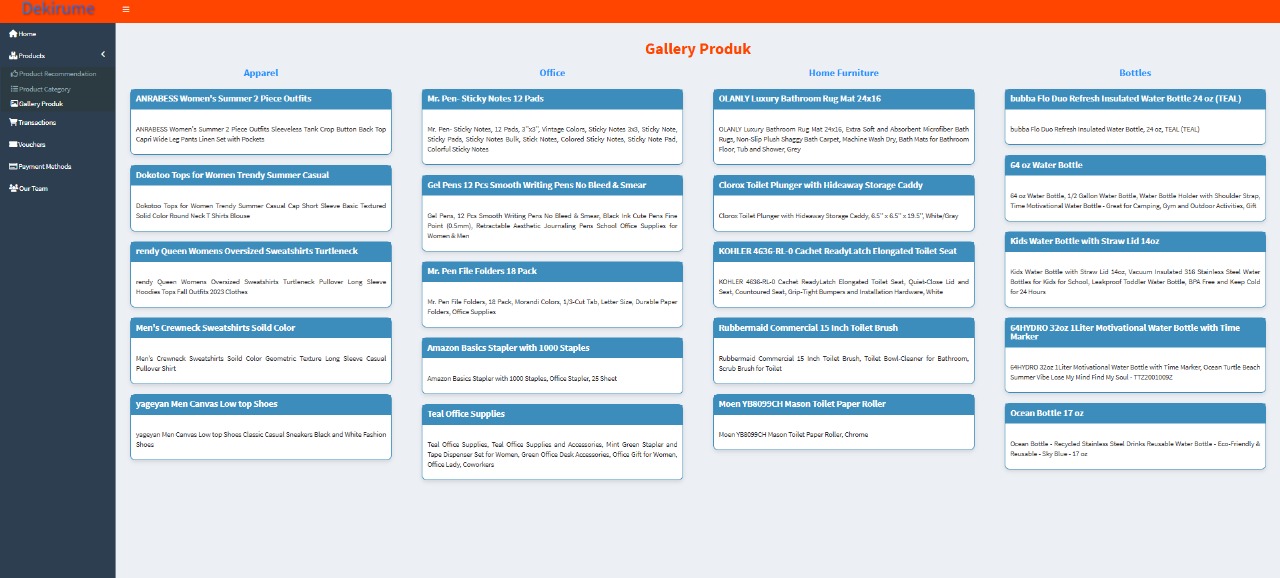 Dekirume
Home
Products
Product Recommendation
Product Category
Gallery Produk
Transactions
Vouchers
Payment Methods
Our Team
Gallery Produk
Apparel
ANRABESS Women's Summer 2 Piece Outfits
ANRABESS Women's Summer 2 Piece Outfits Sleeveless Tank Crop Button Back Top
Capri Wide Leg Pants Linen Set with Pockets
Dokotoo Tops for Women Trendy Summer Casual
Dokotoo Tops for Women Trendy Summer Casual Cap Short Sleeve Basic Textured
Solid Color Round Neck T Shirts Blouse
rendy Queen Womens Oversized Sweatshirts Turtleneck
rendy Queen Womens Oversized Sweatshirts Turtleneck Pullover Long Sleeve
Hoodies Tops Fall Outfits 2023 Clothes
Men's Crewneck Sweatshirts Soild Color
Men's Crewneck Sweatshirts Soild Color Geometric Texture Long Sleeve Casual
Pullover Shirt
yageyan Men Canvas Low top Shoes
yageyan Men Canvas Low top Shoes Classic Casual Sneakers Black and White Fashion
Shoes
Office
Mr. Pen- Sticky Notes 12 Pads
Mr. Pen- Sticky Notes, 12 Pads, 3"x3", Vintage Colors, Sticky Notes 3x3, Sticky Note,
Sticky Pads, Sticky Notes Bulk, Stick Notes, Colored Sticky Notes, Sticky Note Pad,
Colorful Sticky Notes
Gel Pens 12 Pcs Smooth Writing Pens No Bleed & Smear
Gel Pens, 12 Pcs Smooth Writing Pens No Bleed & Smear, Black Ink Cute Pens Fine
Point (0.5mm), Retractable Aesthetic Journaling Pens School Office Supplies for
Women & Men
Mr. Pen File Folders 18 Pack
Mr. Pen File Folders, 18 Pack, Morandi Colors, 1/3-Cut Tab, Letter Size, Durable Paper
Folders, Office Supplies
Amazon Basics Stapler with 1000 Staples
Amazon Basics Stapler with 1000 Staples, Office Stapler, 25 Sheet
Teal Office Supplies
Teal Office Supplies, Teal Office Supplies and Accessories, Mint Green Stapler and
Tape Dispenser Set for Women, Green Office Desk Accessories, Office Gift for Women,
Office Lady, Coworkers
Home Furniture
OLANLY Luxury Bathroom Rug Mat 24x16
OLANLY Luxury Bathroom Rug Mat 24x16, Extra Soft and Absorbent Microfiber Bath
Rugs, Non-Slip Plush Shaggy Bath Carpet, Machine Wash Dry, Bath Mats for Bathroom
Floor, Tub and Shower, Grey
Clorox Toilet Plunger with Hideaway Storage Caddy
Clorox Toilet Plunger with Hideaway Storage Caddy, 6.5" x 6.5" x 19.5", White/Gray
KOHLER 4636-RL-0 Cachet ReadyLatch Elongated Toilet Seat
KOHLER 4636-RL-0 Cachet ReadyLatch Elongated Toilet Seat, Quiet-Close Lid and
Seat, Countoured Seat, Grip-Tight Bumpers and Installation Hardware, White
Rubbermaid Commercial 15 Inch Toilet Brush
Rubbermaid Commercial 15 Inch Toilet Brush, Toilet Bowl-Cleaner for Bathroom,
Scrub Brush for Toilet
Moen YB8099CH Mason Toilet Paper Roller
Moen YB8099CH Mason Toilet Paper Roller, Chrome
Bottles
bubba Flo Duo Refresh Insulated Water Bottle 24 oz (TEAL)
bubba Flo Duo Refresh Insulated Water Bottle, 24 oz, TEAL (TEAL)
64 oz Water Bottle
64 oz Water Bottle, 1/2 Gallon Water Bottle, Water Bottle Holder with Shoulder Strap,
Time Motivational Water Bottle - Great for Camping, Gym and Outdoor Activities, Gift
Kids Water Bottle with Straw Lid 14oz
Kids Water Bottle with Straw Lid 14oz, Vacuum Insulated 316 Stainless Steel Water
Bottles for Kids for School, Leakproof Toddler Water Bottle, BPA Free and Keep Cold
for 24 Hours
64HYDRO 32oz 1Liter Motivational Water Bottle with Time
Marker
64HYDRO 32oz 1Liter Motivational Water Bottle with Time Marker, Ocean Turtle Beach
Summer Vibe Lose My Mind Find My Soul - TTZ2001009Z
Ocean Bottle 17 oz
Ocean Bottle - Recycled Stainless Steel Drinks Reusable Water Bottle - Eco-Friendly &
Reusable - Sky Blue - 17 oz